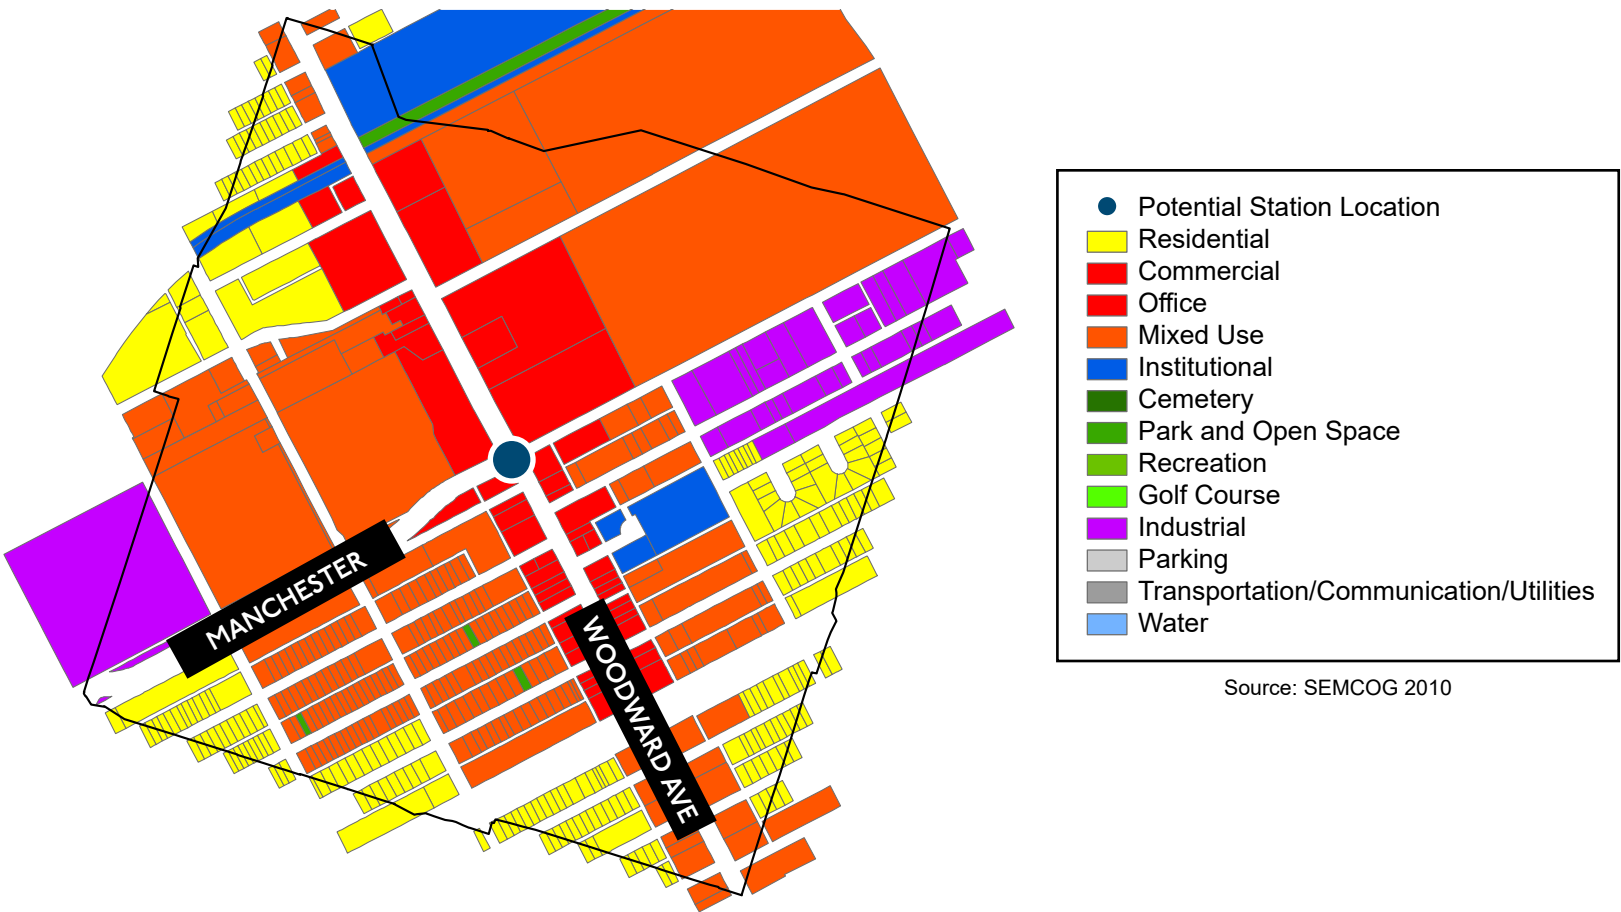 MANCHESTER
WOODWARD AVE
Potential Station Location
Residential
Commercial
Office
Mixed Use
Institutional
Cemetery
Park and Open Space
Recreation
Golf Course
Industrial
Parking
Transportation/Communication/Utilities
Water
Source: SEMCOG 2010